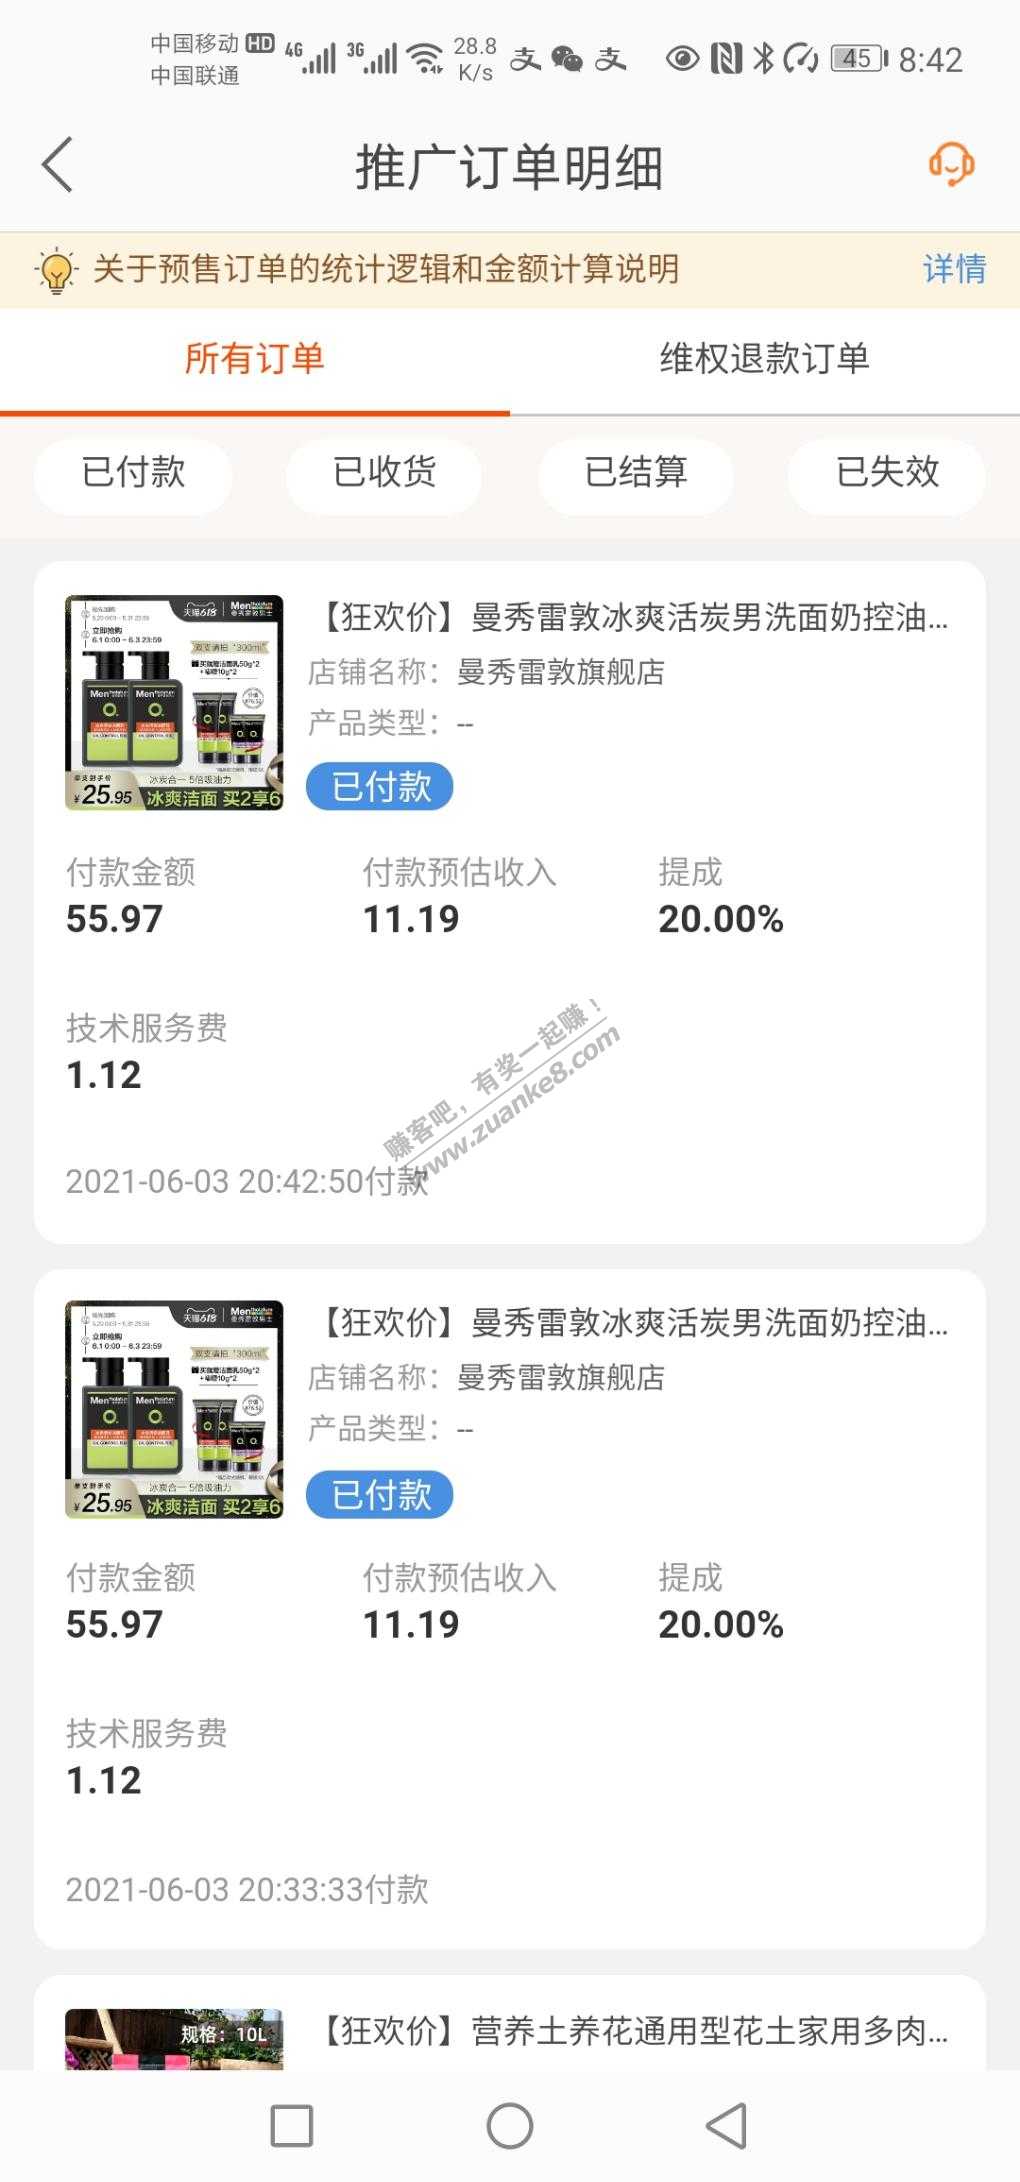 中国移动 HD 4G 3G 28.8 K/s 支 支 45 8:42
中国联通
推广订单明细
关于预售订单的统计逻辑和金额计算说明 详情
所有订单 维权退款订单
已付款 已收货 已结算 已失效
天猫618 Mentholatum
立即抢购
6.1 0:00 - 6.3 23:59
双支请拍 "300ml"
冰炭合一 5倍吸油力
¥25.95 冰爽洁面 买2享6
【狂欢价】曼秀雷敦冰爽活炭男洗面奶控油...
店铺名称：曼秀雷敦旗舰店
产品类型：--
已付款
付款金额 付款预估收入 提成
55.97 11.19 20.00%
技术服务费
1.12
赚客吧，有奖一起赚！
www.zuanke8.com
2021-06-03 20:42:50付款
天猫618 Mentholatum
立即抢购
6.1 0:00 - 6.3 23:59
双支请拍 "300ml"
冰炭合一 5倍吸油力
¥25.95 冰爽洁面 买2享6
【狂欢价】曼秀雷敦冰爽活炭男洗面奶控油...
店铺名称：曼秀雷敦旗舰店
产品类型：--
已付款
付款金额 付款预估收入 提成
55.97 11.19 20.00%
技术服务费
1.12
2021-06-03 20:33:33付款
规格：10L
【狂欢价】营养土养花通用型花土家用多肉...